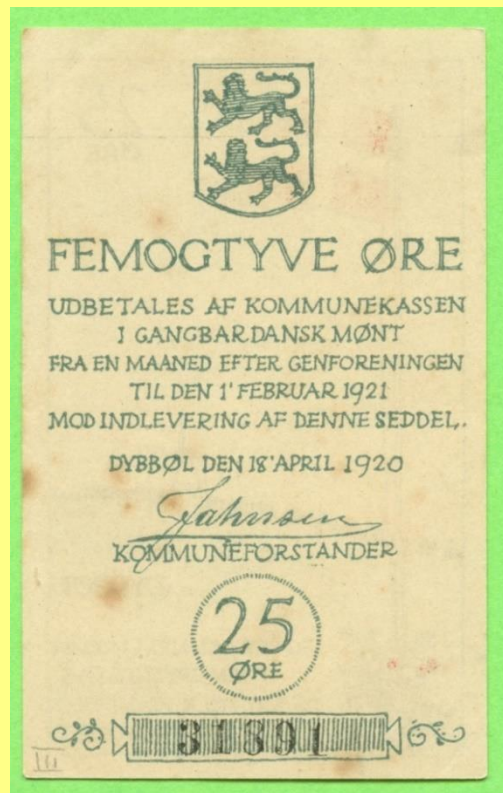 FEMOGTYVE ØRE
UDBETALES AF KOMMUNEKASSEN
I GANGBAR DANSK MØNT
FRA EN MAANED EFTER GENFORENINGEN
TIL DEN 1' FEBRUAR 1921
MOD INDLEVERING AF DENNE SEDDEL.
DYBBØL DEN 18' APRIL 1920
Jahnsen
KOMMUNEFORSTANDER
25
ØRE
31391
III